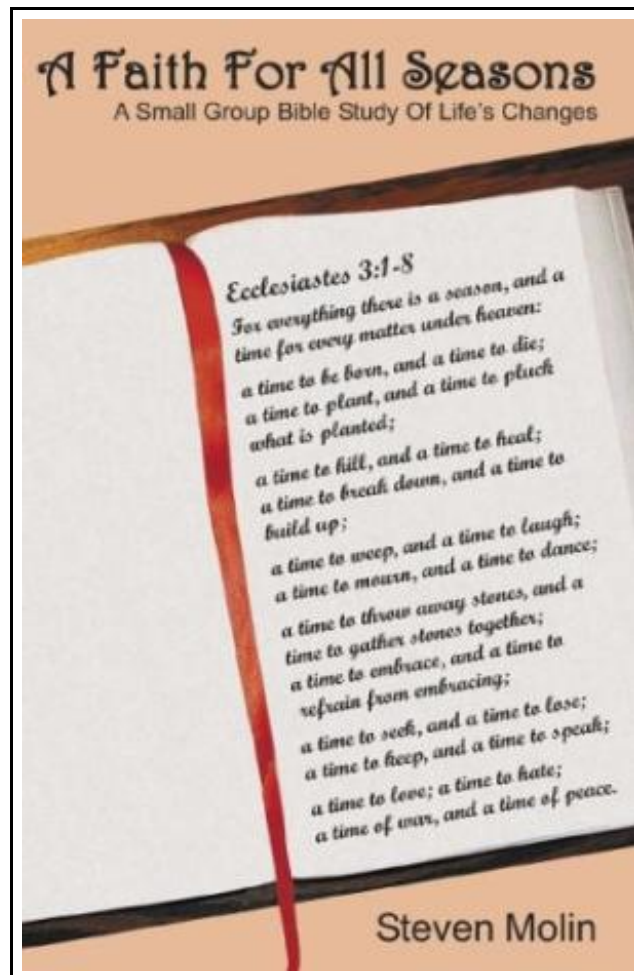 A Faith For All Seasons
A Small Group Bible Study Of Life's Changes
Ecclesiastes 3:1-8
For everything there is a season, and a
time for every matter under heaven:
a time to be born, and a time to die;
a time to plant, and a time to pluck
what is planted;
a time to kill, and a time to heal;
a time to break down, and a time to
build up;
a time to weep, and a time to laugh;
a time to mourn, and a time to dance;
a time to throw away stones, and a
time to gather stones together;
a time to embrace, and a time to
refrain from embracing;
a time to seek, and a time to lose;
a time to keep, and a time to speak;
a time to love; a time to hate;
a time of war, and a time of peace.
Steven Molin